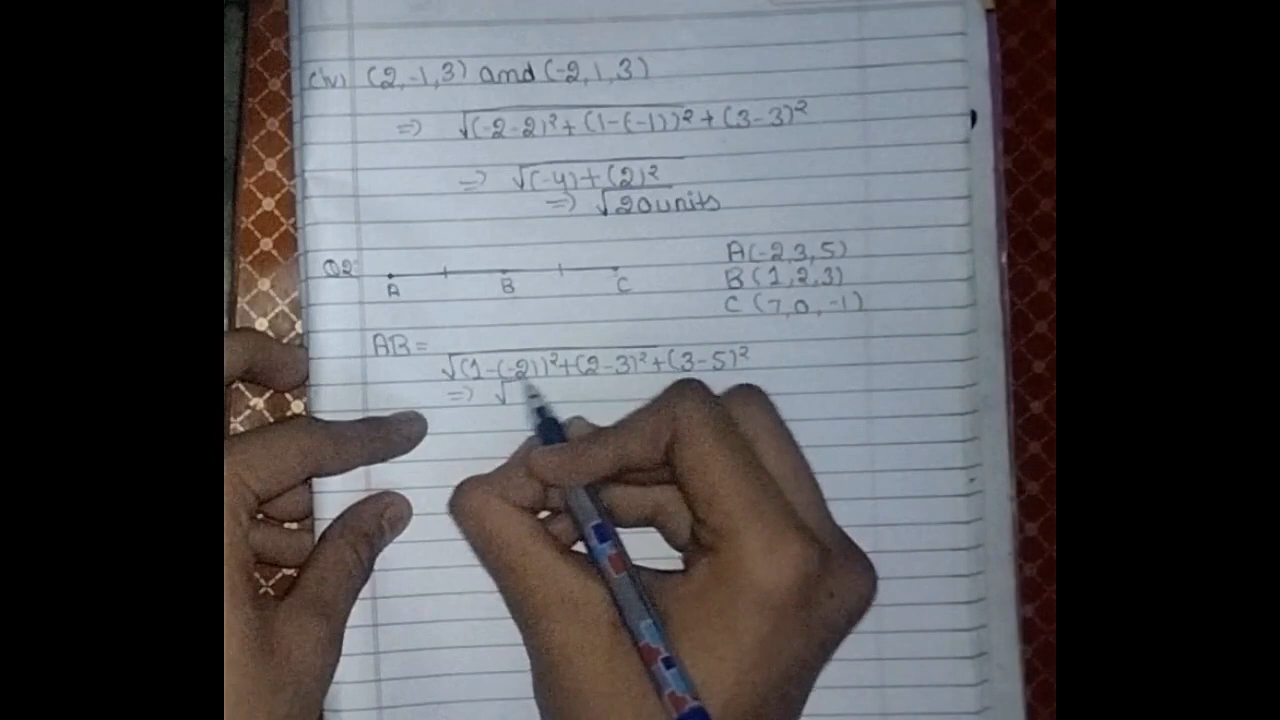 (iv) (2,-1,3) and (-2,1,3)
=> √(-2-2)²+(1-(-1))²+(3-3)²
=> √(-4)+(2)²
=> √20units
Q2
A B C
A(-2,3,5)
B(1,2,3)
C(7,0,-1)
AB=
√(1-(-2))²+(2-3)²+(3-5)²
=> √